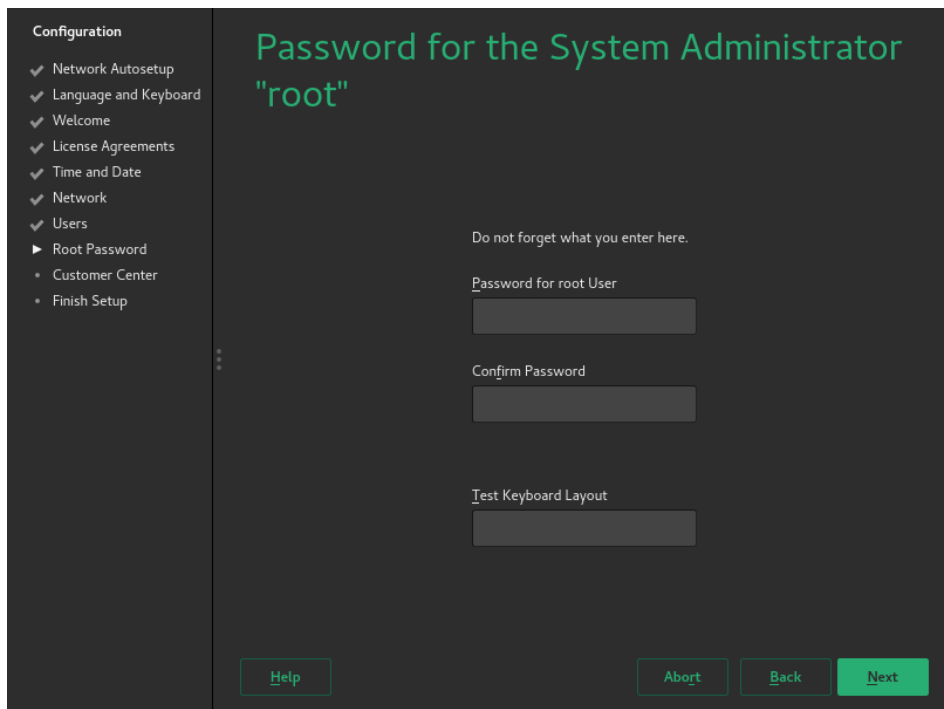 Configuration
Network Autosetup
Language and Keyboard
Welcome
License Agreements
Time and Date
Network
Users
Root Password
Customer Center
Finish Setup
Password for the System Administrator
"root"
Do not forget what you enter here.
Password for root User
Confirm Password
Test Keyboard Layout
Help
Abort
Back
Next